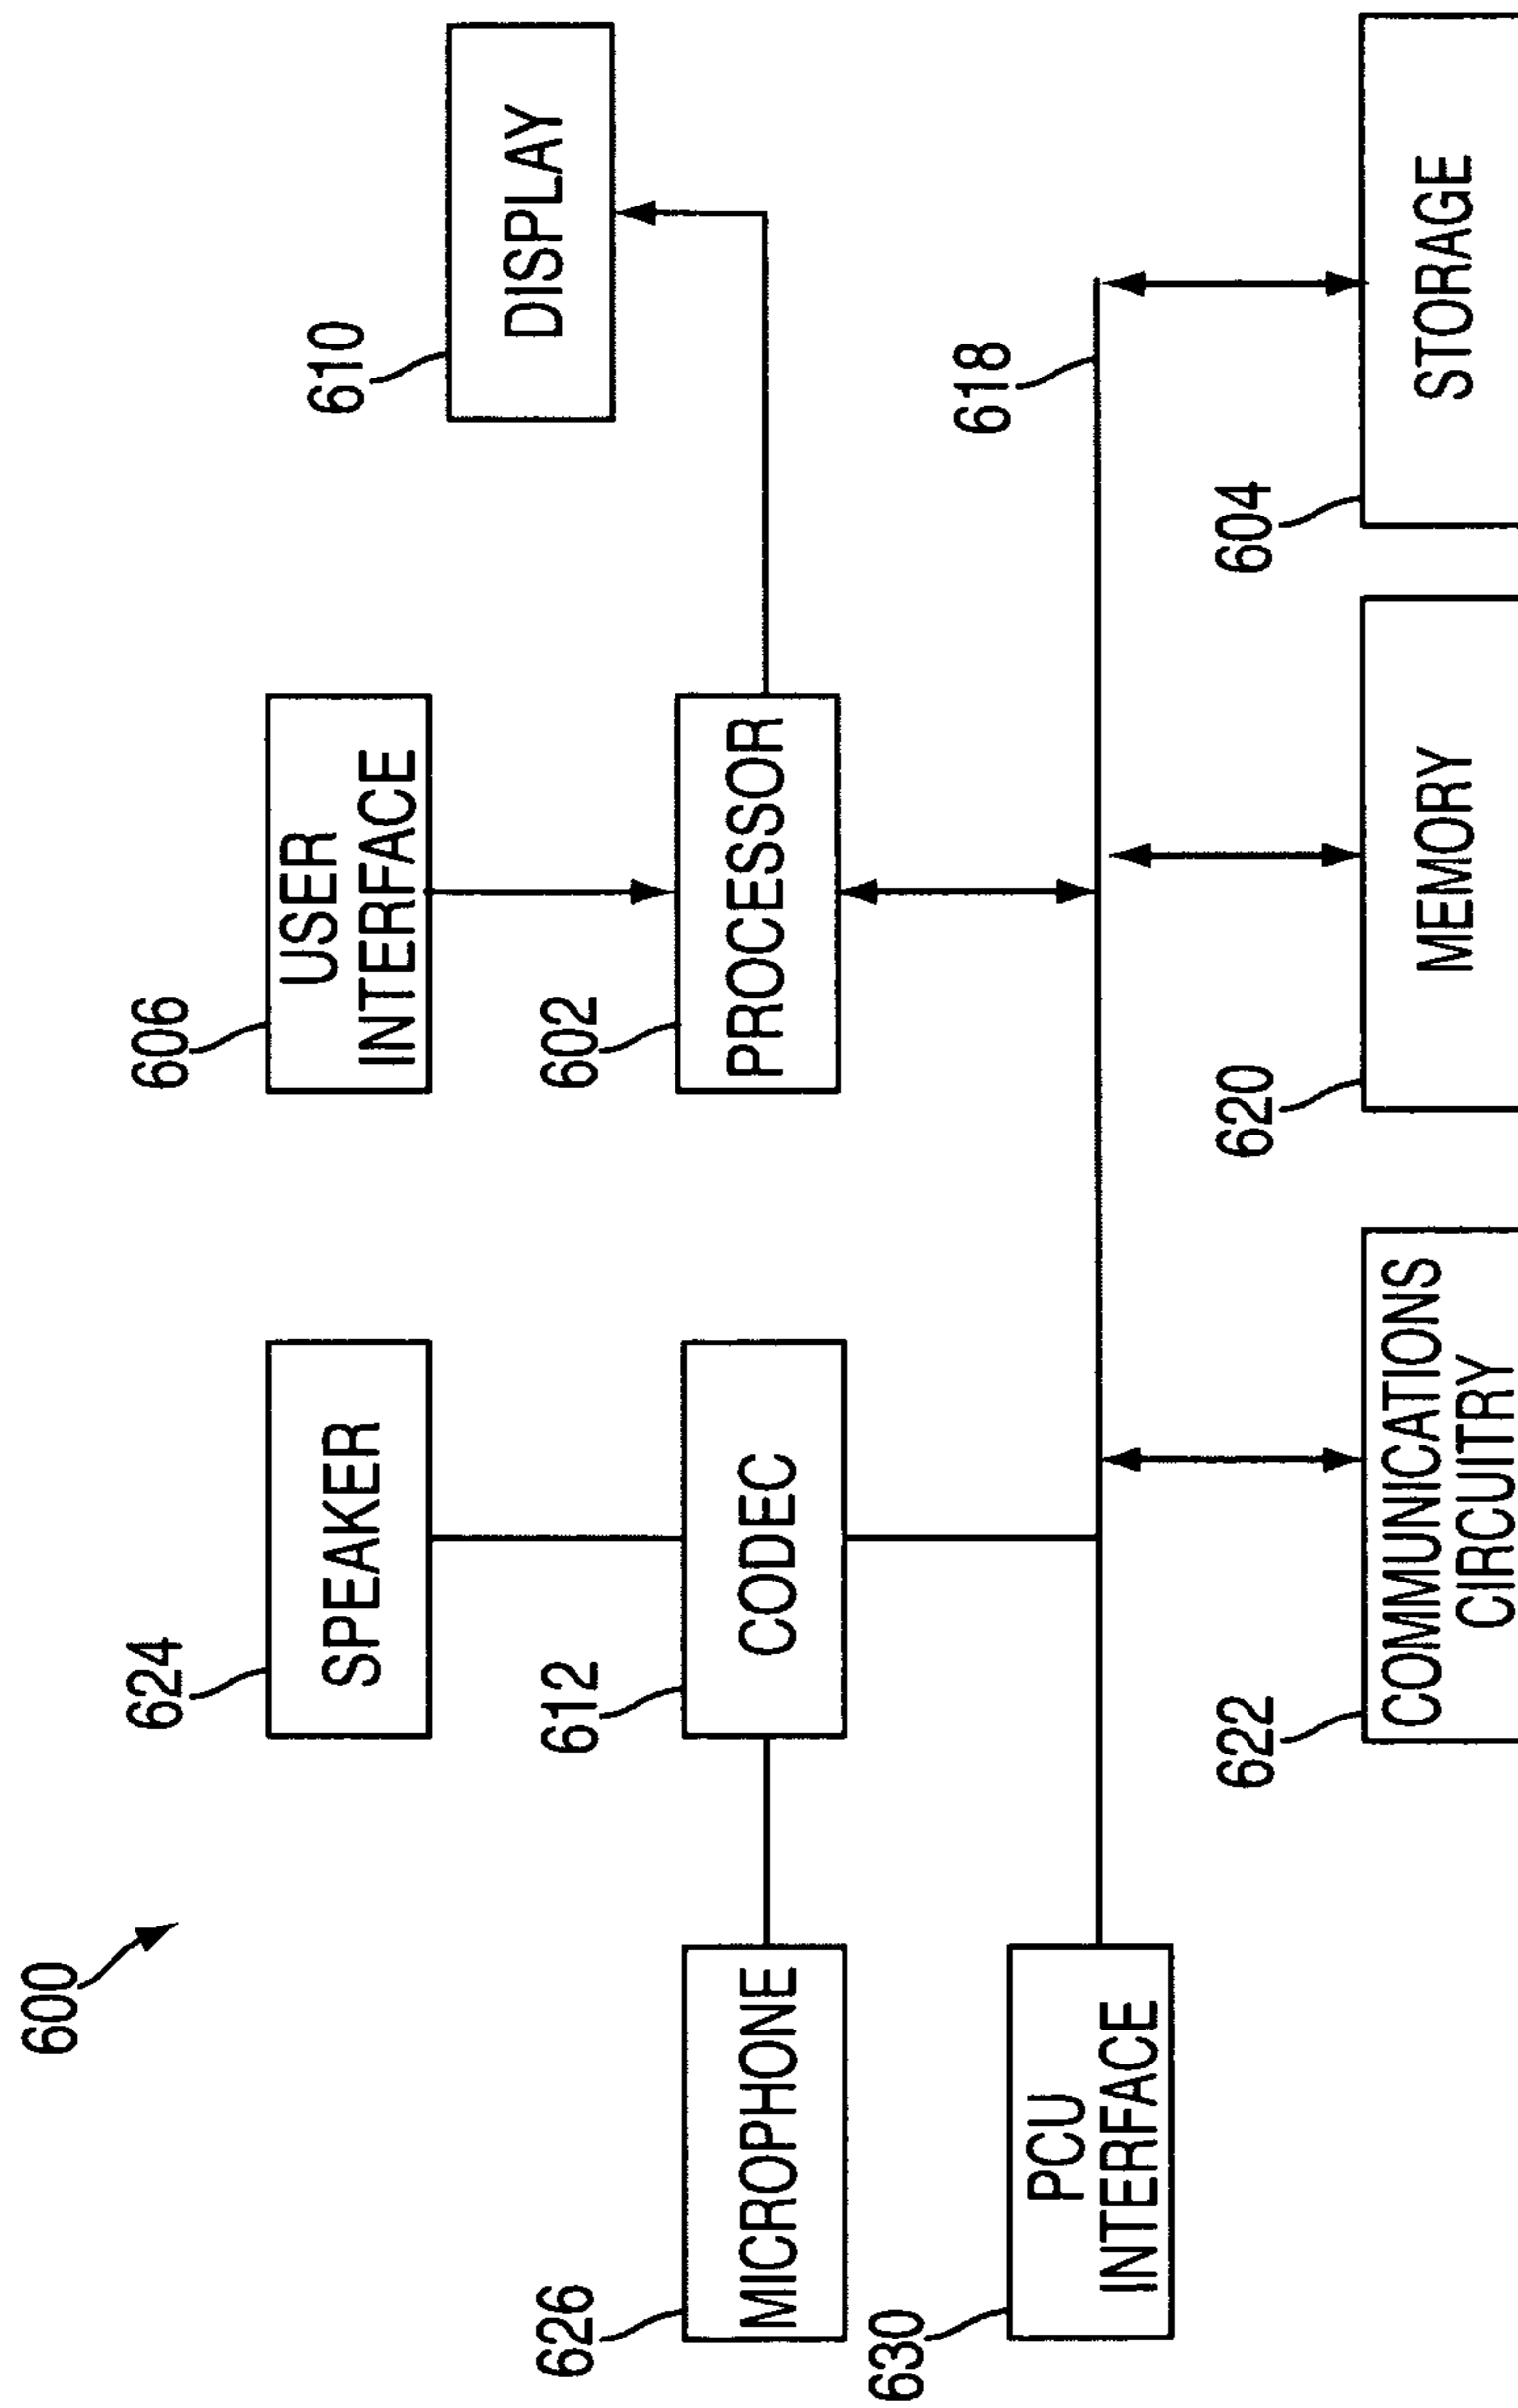 600
624
SPEAKER
606
USER
INTERFACE
610
DISPLAY
626
MICROPHONE
612
CODEC
602
PROCESSOR
630
PCU
INTERFACE
618
622
COMMUNICATIONS
CIRCUITRY
620
MEMORY
604
STORAGE